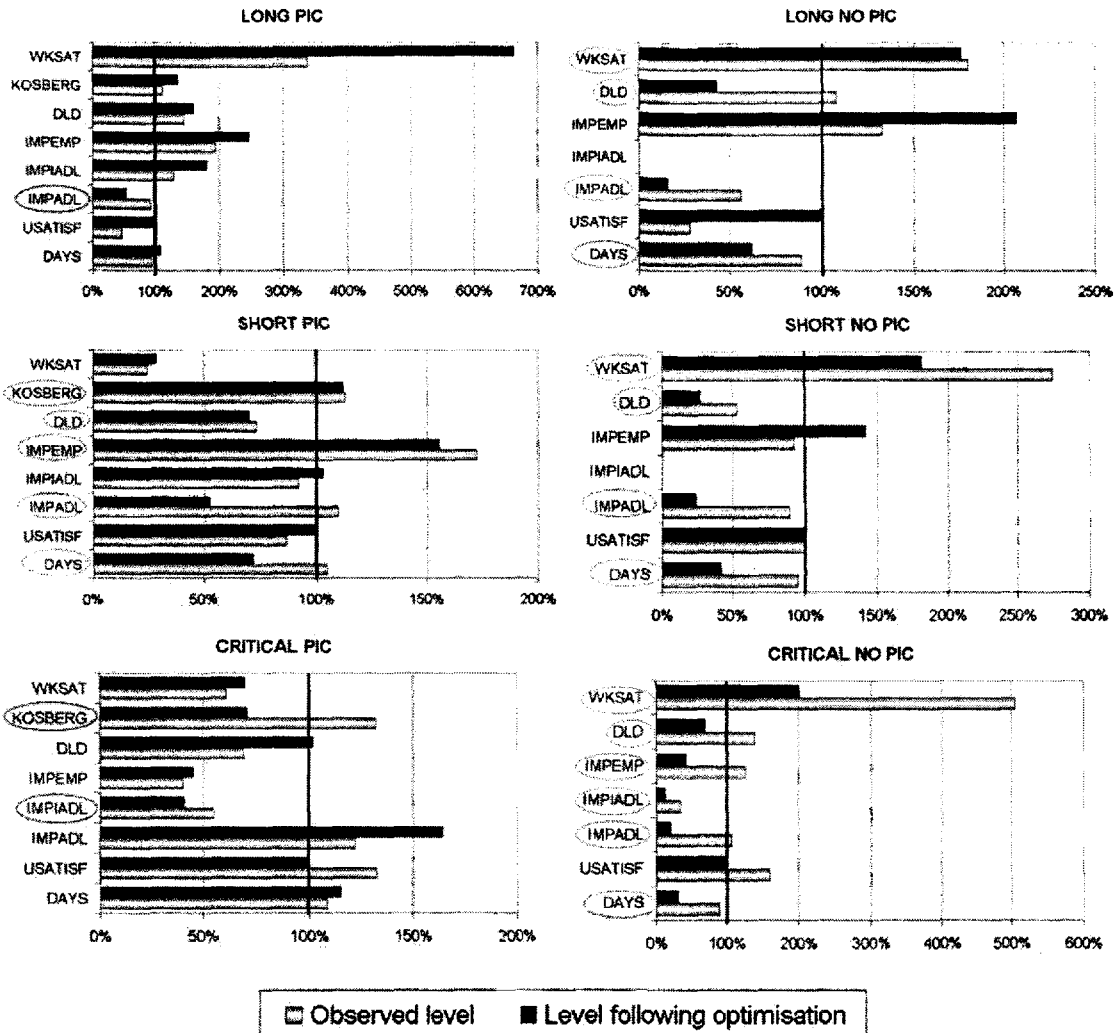 LONG PIC
WKSAT
KOSBERG
DLD
IMPEMP
IMPIADL
IMPADL
USATISF
DAYS
0% 100% 200% 300% 400% 500% 600% 700%
LONG NO PIC
WKSAT
DLD
IMPEMP
IMPIADL
IMPADL
USATISF
DAYS
0% 50% 100% 150% 200% 250%
SHORT PIC
WKSAT
KOSBERG
DLD
IMPEMP
IMPIADL
IMPADL
USATISF
DAYS
0% 50% 100% 150% 200%
SHORT NO PIC
WKSAT
DLD
IMPEMP
IMPIADL
IMPADL
USATISF
DAYS
0% 50% 100% 150% 200% 250% 300%
CRITICAL PIC
WKSAT
KOSBERG
DLD
IMPEMP
IMPIADL
IMPADL
USATISF
DAYS
0% 50% 100% 150% 200%
CRITICAL NO PIC
WKSAT
DLD
IMPEMP
IMPIADL
IMPADL
USATISF
DAYS
0% 100% 200% 300% 400% 500% 600%
Observed level Level following optimisation